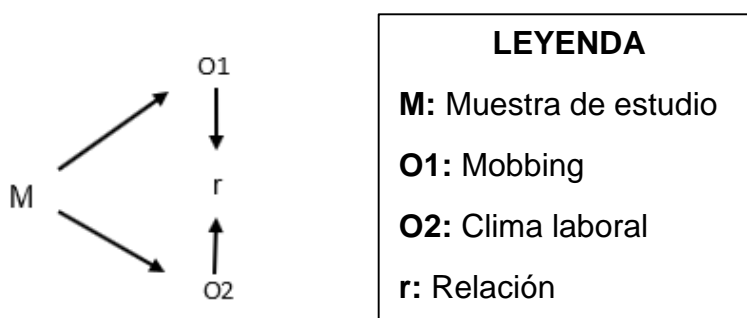 O1
M
r
O2
LEYENDA
M: Muestra de estudio
O1: Mobbing
O2: Clima laboral
r: Relación